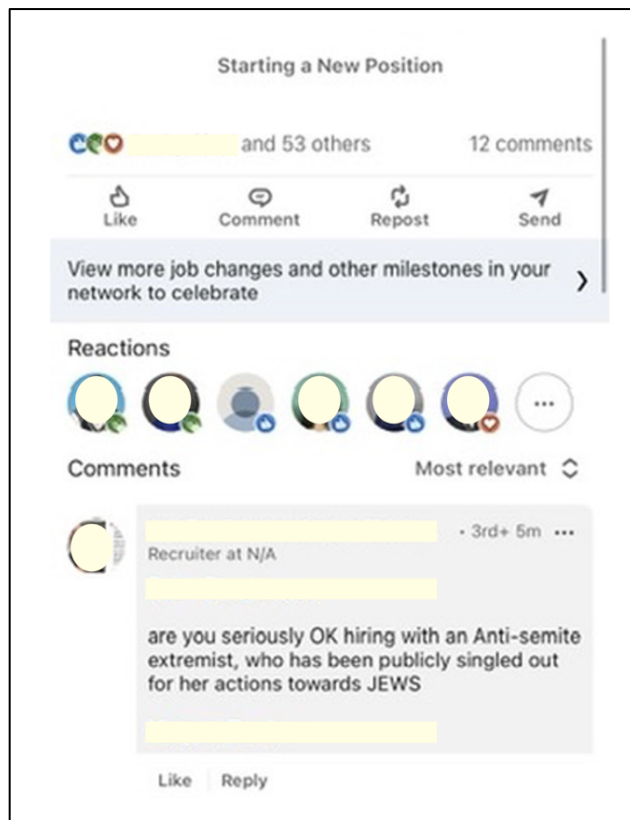 Starting a New Position
and 53 others 12 comments
Like Comment Repost Send
View more job changes and other milestones in your
network to celebrate
Reactions
Comments Most relevant
• 3rd+ 5m •••
Recruiter at N/A
are you seriously OK hiring with an Anti-semite
extremist, who has been publicly singled out
for her actions towards JEWS
Like Reply